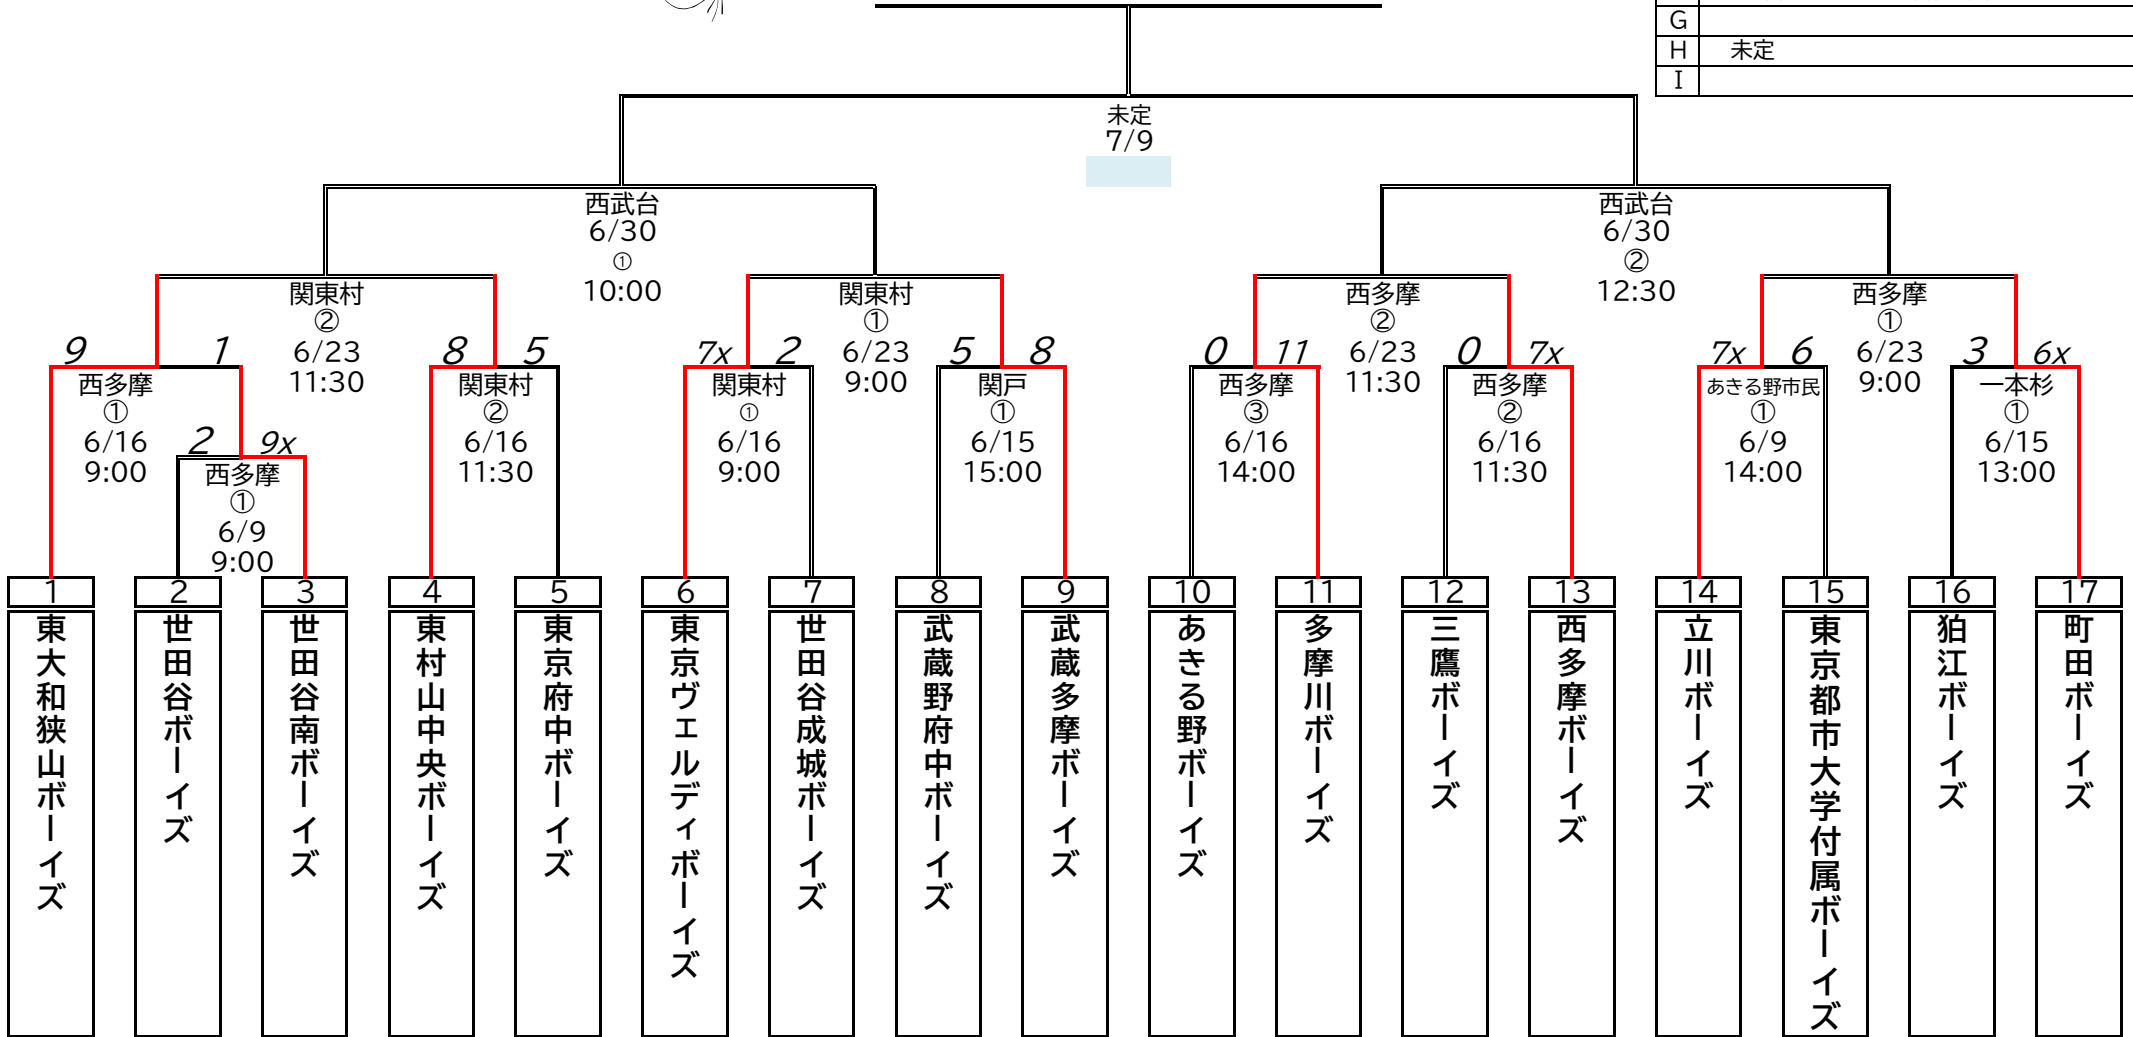 G
H 未定
I
未定
7/9
西武台
6/30
①
10:00
西武台
6/30
②
12:30
関東村
②
6/23
11:30
関東村
①
6/23
9:00
西多摩
②
6/23
11:30
西多摩
①
6/23
9:00
9 1
西多摩
①
6/16
9:00
2 9x
西多摩
①
6/9
9:00
8 5
関東村
②
6/16
11:30
7x 2
関東村
①
6/16
9:00
5 8
関戸
①
6/15
15:00
0 11
西多摩
③
6/16
14:00
0 7x
西多摩
②
6/16
11:30
7x 6
あきる野市民
①
6/9
14:00
3 6x
一本杉
①
6/15
13:00
1
東大和狭山ボーイズ
2
世田谷ボーイズ
3
世田谷南ボーイズ
4
東村山中央ボーイズ
5
東京府中ボーイズ
6
東京ヴェルディボーイズ
7
世田谷成城ボーイズ
8
武蔵野府中ボーイズ
9
武蔵多摩ボーイズ
10
あきる野ボーイズ
11
多摩川ボーイズ
12
三鷹ボーイズ
13
西多摩ボーイズ
14
立川ボーイズ
15
東京都市大学付属ボーイズ
16
狛江ボーイズ
17
町田ボーイズ